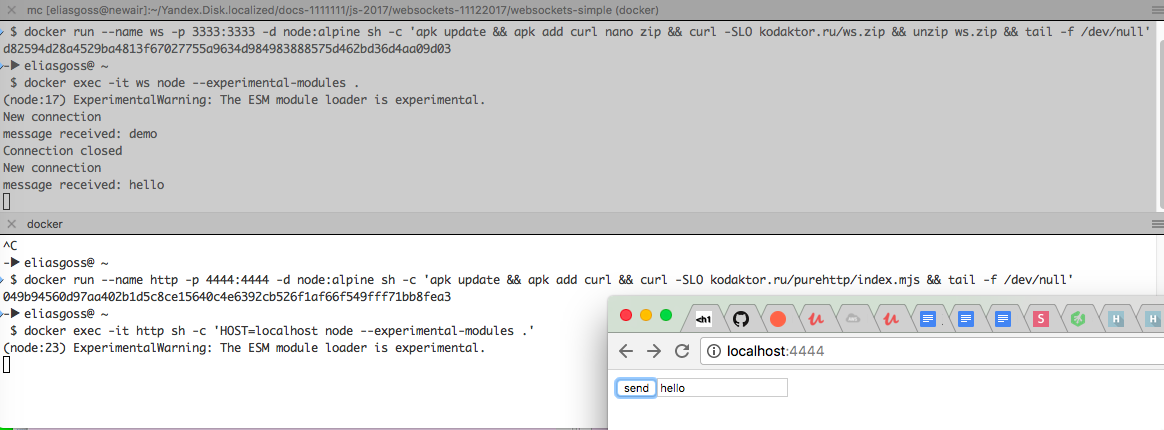 mc [eliasgoss@newair]:~/Yandex.Disk.localized/docs-1111111/js-2017/websockets-11122017/websockets-simple (docker)
$ docker run --name ws -p 3333:3333 -d node:alpine sh -c 'apk update && apk add curl nano zip && curl -SLO kodaktor.ru/ws.zip && unzip ws.zip && tail -f /dev/null'
d82594d28a4529ba4813f67027755a9634d984983888575d462bd36d4aa09d03
eliasgoss@ ~
$ docker exec -it ws node --experimental-modules .
(node:17) ExperimentalWarning: The ESM module loader is experimental.
New connection
message received: demo
Connection closed
New connection
message received: hello
docker
^C
eliasgoss@ ~
$ docker run --name http -p 4444:4444 -d node:alpine sh -c 'apk update && apk add curl && curl -SLO kodaktor.ru/purehttp/index.mjs && tail -f /dev/null'
049b94560d97aa402b1d5c8ce15640c4e6392cb526f1af66f549fff71bb8fea3
eliasgoss@ ~
$ docker exec -it http sh -c 'HOST=localhost node --experimental-modules .'
(node:23) ExperimentalWarning: The ESM module loader is experimental.
<h1
S
H
H
localhost:4444
send hello